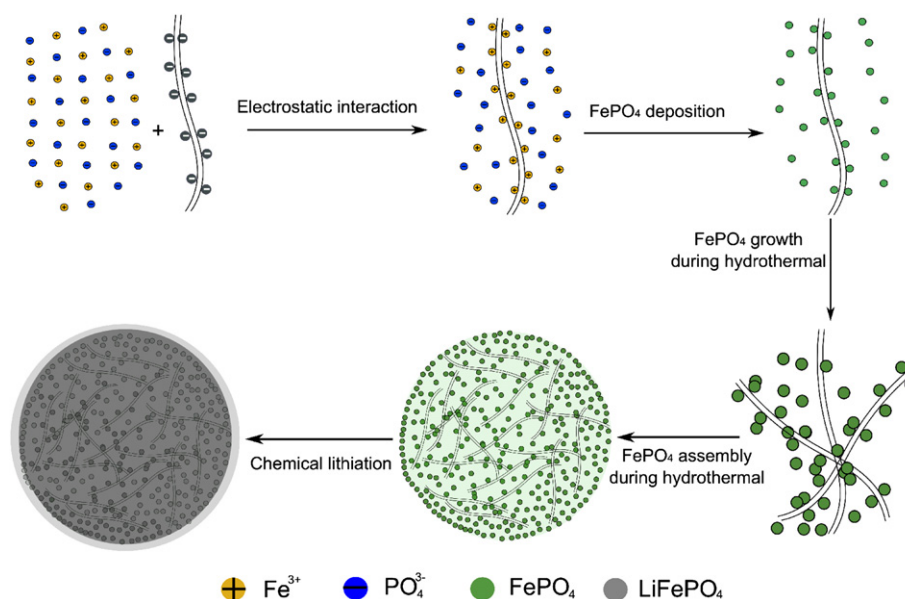 +
Electrostatic interaction
FePO₄ deposition
FePO₄ growth
during hydrothermal
FePO₄ assembly
during hydrothermal
Chemical lithiation
Fe³⁺
PO₄³⁻
FePO₄
LiFePO₄